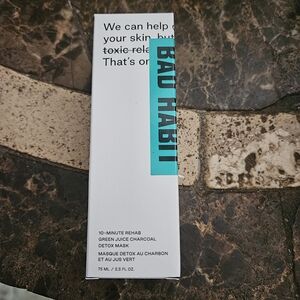 We can help
your skin, but
toxic rela
That's on
BAD HABIT
10-MINUTE REHAB
GREEN JUICE CHARCOAL
DETOX MASK
MASQUE DETOX AU CHARBON
ET AU JUS VERT
75 ML / 2.5 FL OZ.